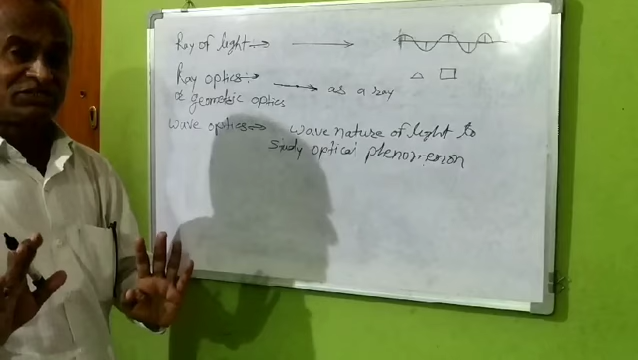 Ray of light:→
Ray optics:→ as a ray
or geometric optics
wave optics⇒ wave nature of light to
study optical phenomenon